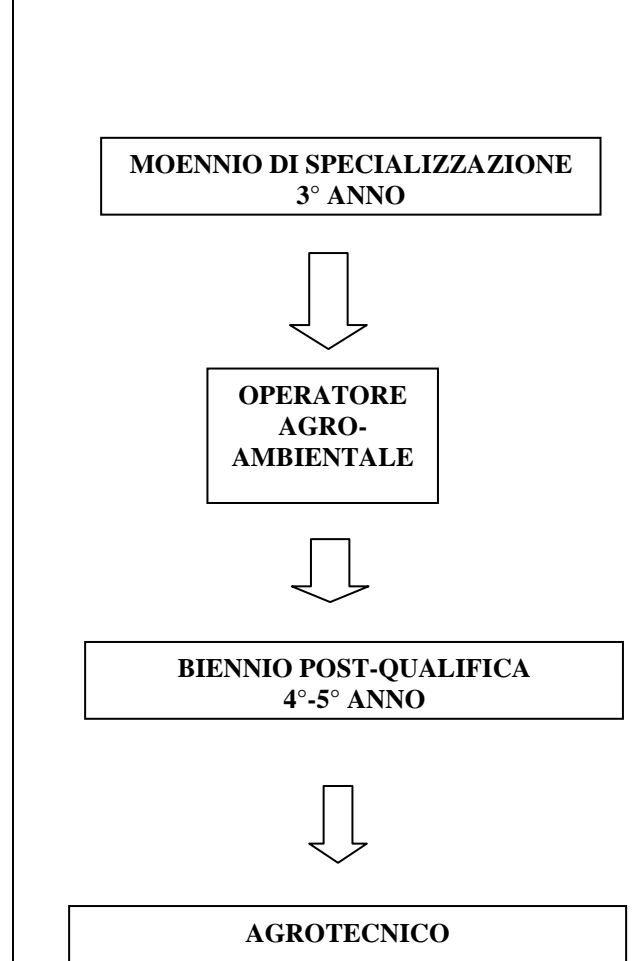 MOENNIO DI SPECIALIZZAZIONE
3° ANNO
OPERATORE
AGRO-
AMBIENTALE
BIENNIO POST-QUALIFICA
4°-5° ANNO
AGROTECNICO